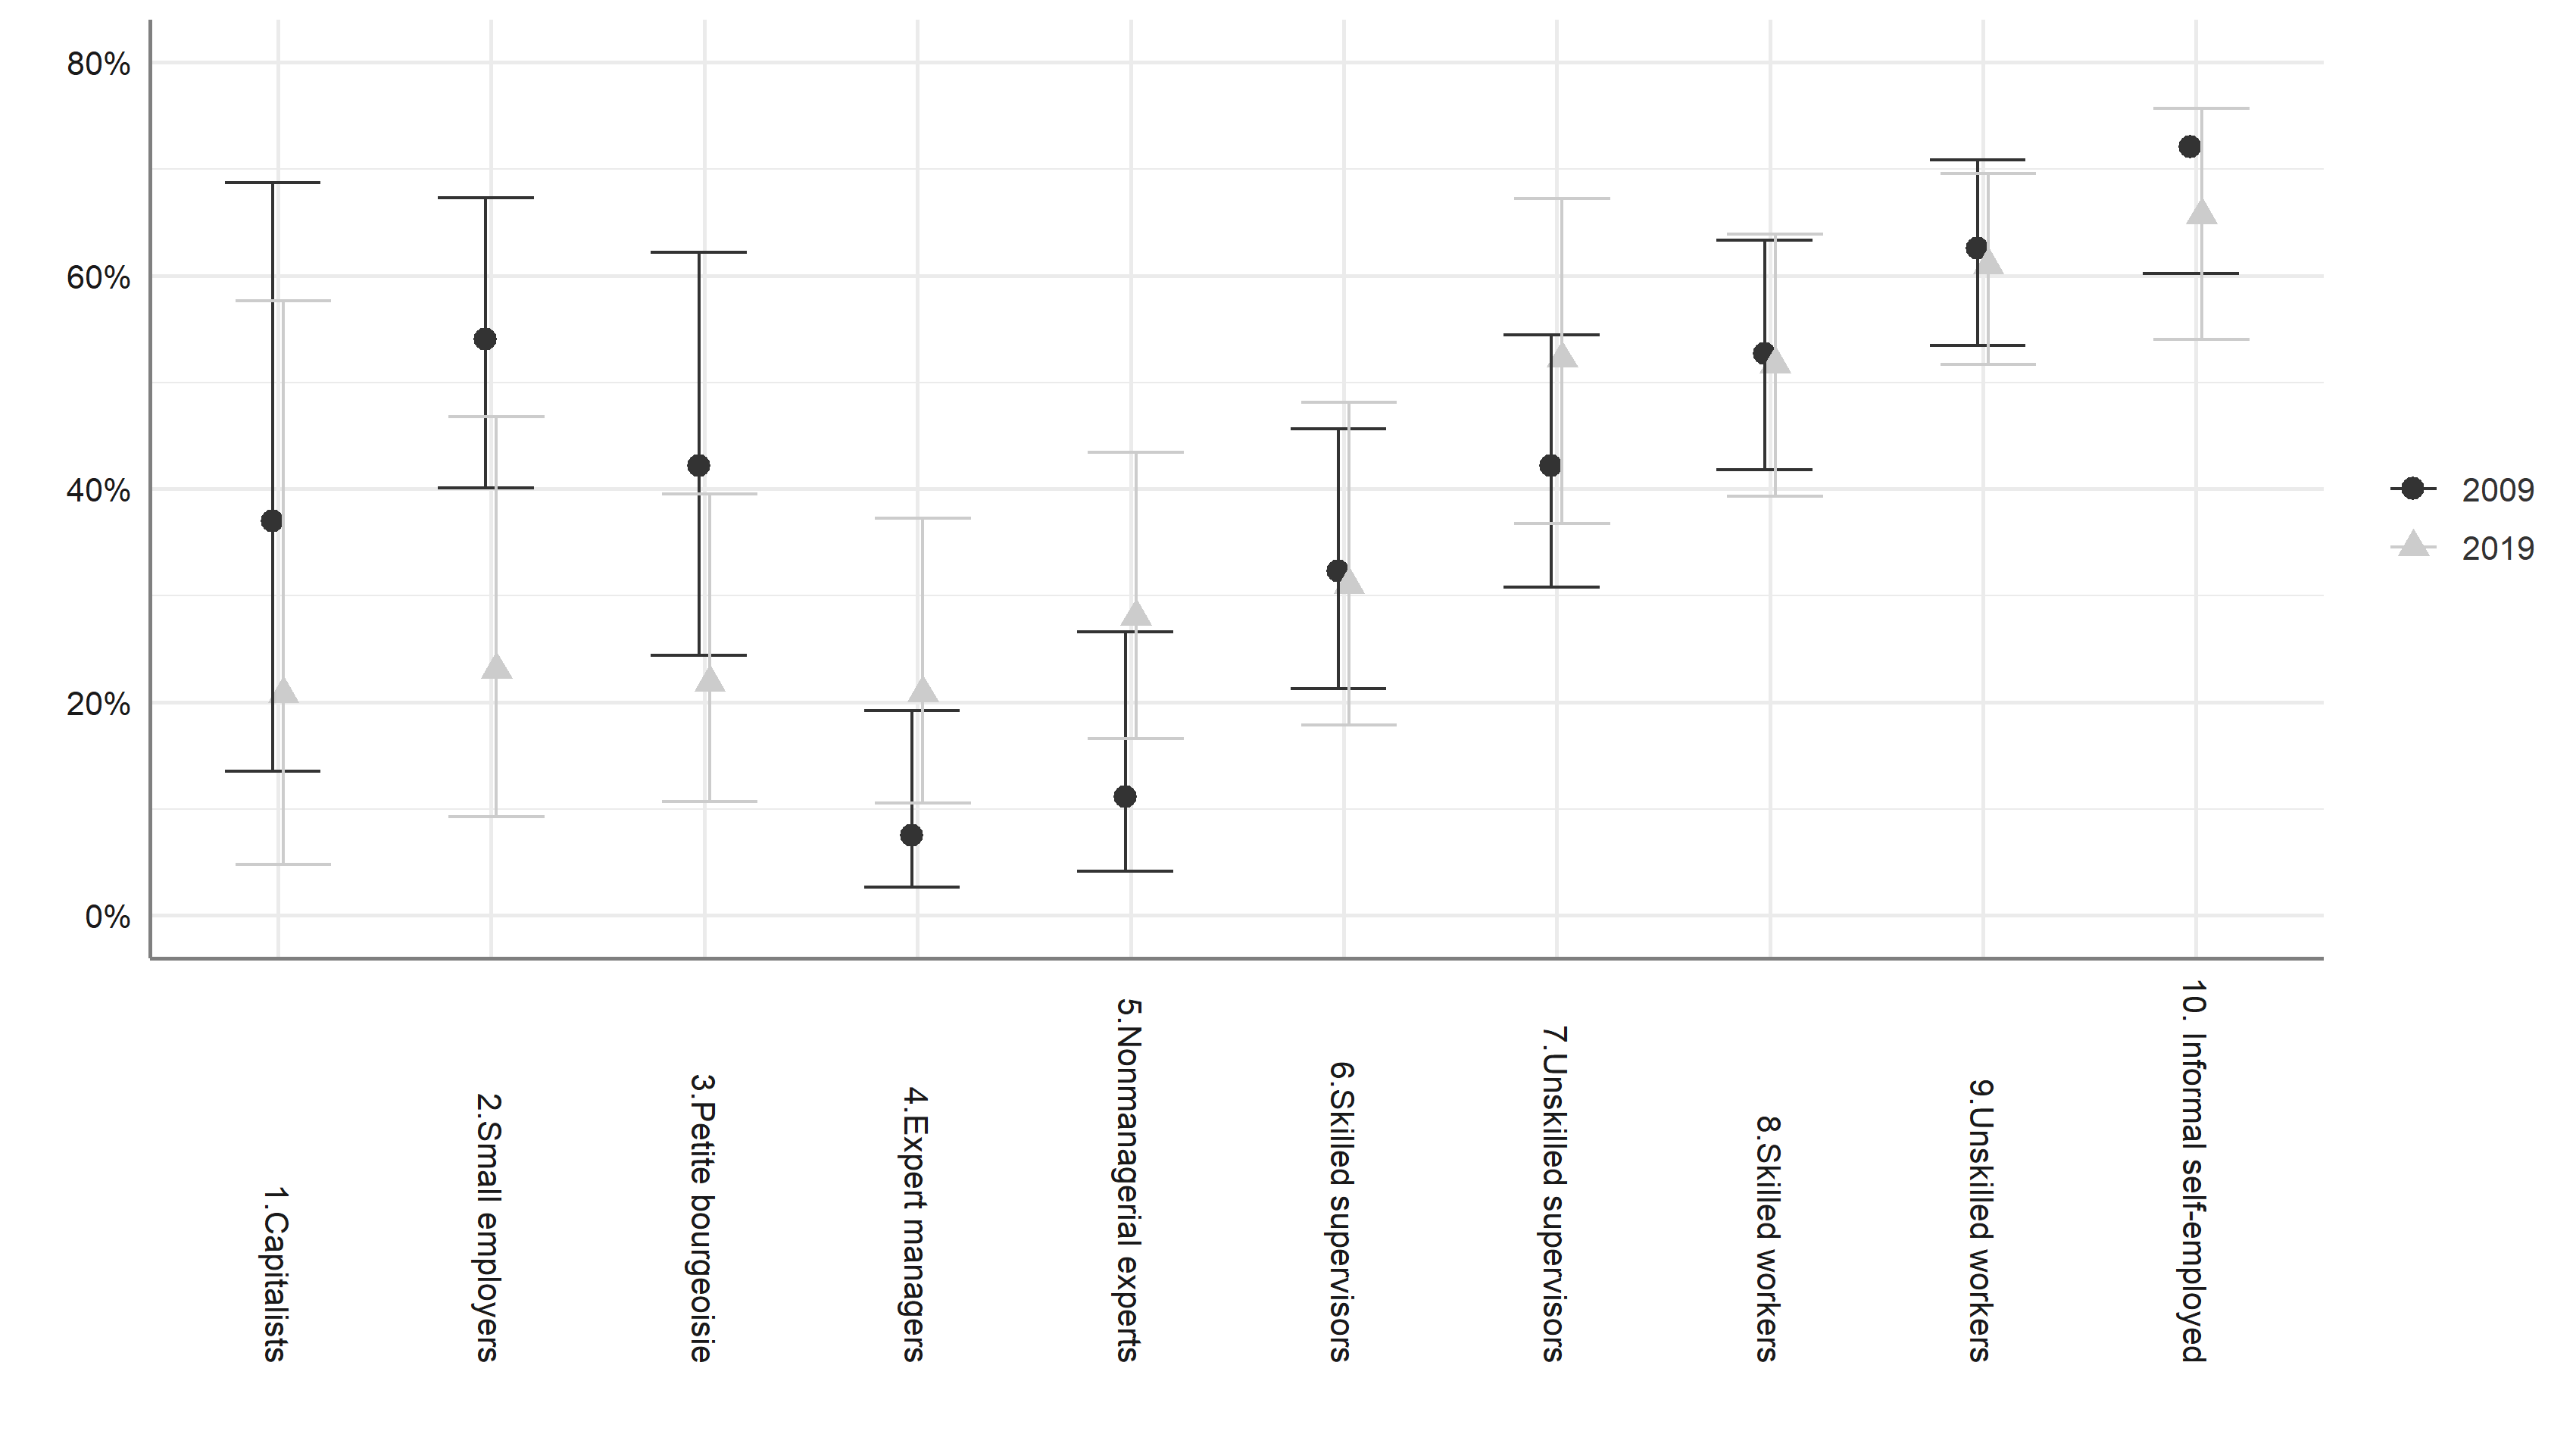 80%
60%
40%
20%
0%
1.Capitalists
2.Small employers
3.Petite bourgeoisie
4.Expert managers
5.Nonmanagerial experts
6.Skilled supervisors
7.Unskilled supervisors
8.Skilled workers
9.Unskilled workers
10. Informal self-employed
2009
2019